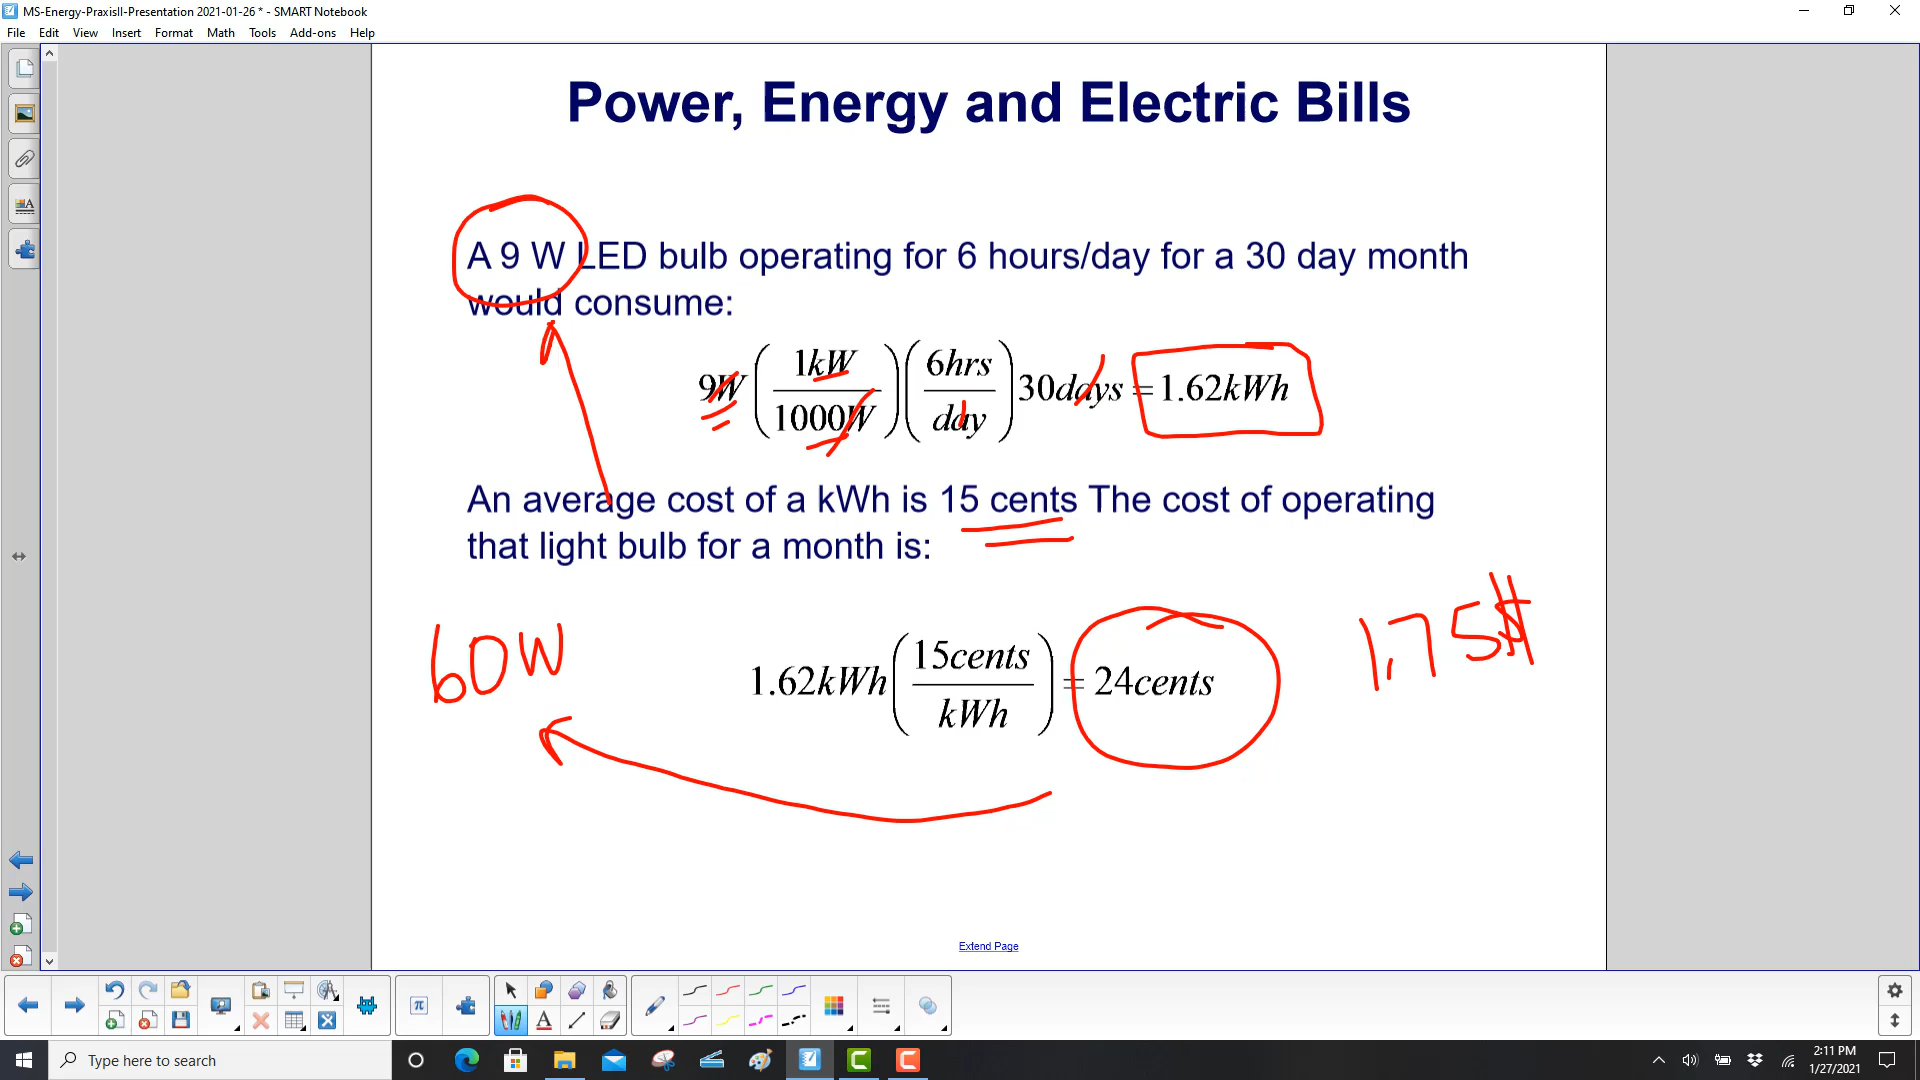 MS-Energy-PraxisII-Presentation 2021-01-26 * - SMART Notebook
File Edit View Insert Format Math Tools Add-ons Help
Power, Energy and Electric Bills
A 9 W LED bulb operating for 6 hours/day for a 30 day month
would consume:
9W (1kW/1000W)(6hrs/day) 30days = 1.62kWh
An average cost of a kWh is 15 cents The cost of operating
that light bulb for a month is:
60W
1.62kWh (15cents/kWh) = 24cents
1.75$
Extend Page
Type here to search
2:11 PM
1/27/2021